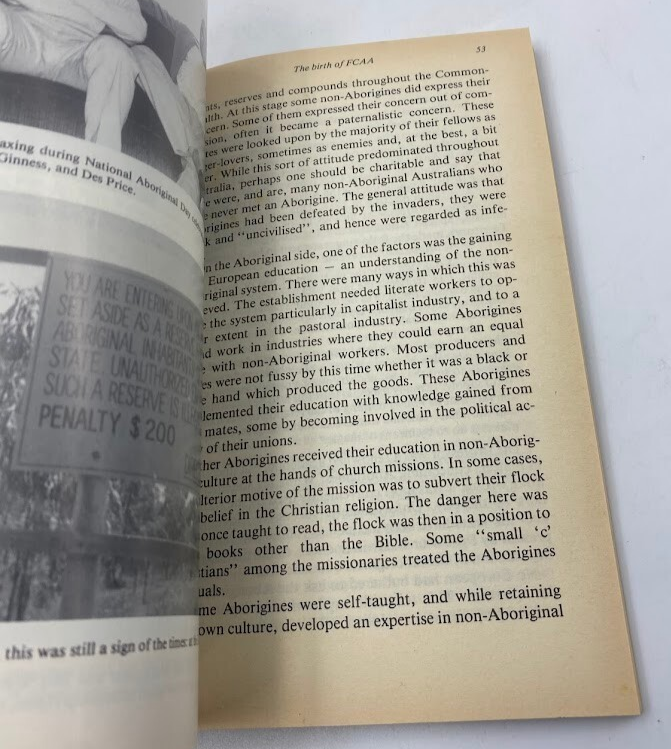 axing during National Aboriginal Day
Ginness, and Des Price.
YOU ARE ENTERING UPON
SET ASIDE AS A RESERVE
ABORIGINAL
STATE. UNAUTHORIZED
SUCH A RESERVE IS
PENALTY $200
this was still a sign of the times:
The birth of FCAA
53
nts, reserves and compounds throughout the Common-
lth. At this stage some non-Aborigines did express their
cern. Some of them expressed their concern out of com-
sion, often it became a paternalistic concern. These
res were looked upon by the majority of their fellows as
ger-lovers, sometimes as enemies and, at the best, a bit
er. While this sort of attitude predominated throughout
tralia, perhaps one should be charitable and say that
e were, and are, many non-Aboriginal Australians who
e never met an Aborigine. The general attitude was that
origines had been defeated by the invaders, they were
k and "uncivilised", and hence were regarded as infe-
n the Aboriginal side, one of the factors was the gaining
European education — an understanding of the non-
riginal system. There were many ways in which this was
eved. The establishment needed literate workers to op-
e the system particularly in capitalist industry, and to a
r extent in the pastoral industry. Some Aborigines
d work in industries where they could earn an equal
e with non-Aboriginal workers. Most producers and
es were not fussy by this time whether it was a black or
e hand which produced the goods. These Aborigines
lemented their education with knowledge gained from
mates, some by becoming involved in the political ac-
y of their unions.
ther Aborigines received their education in non-Aborig-
culture at the hands of church missions. In some cases,
lterior motive of the mission was to subvert their flock
belief in the Christian religion. The danger here was
once taught to read, the flock was then in a position to
books other than the Bible. Some "small 'c'
tians" among the missionaries treated the Aborigines
uals.
me Aborigines were self-taught, and while retaining
own culture, developed an expertise in non-Aboriginal